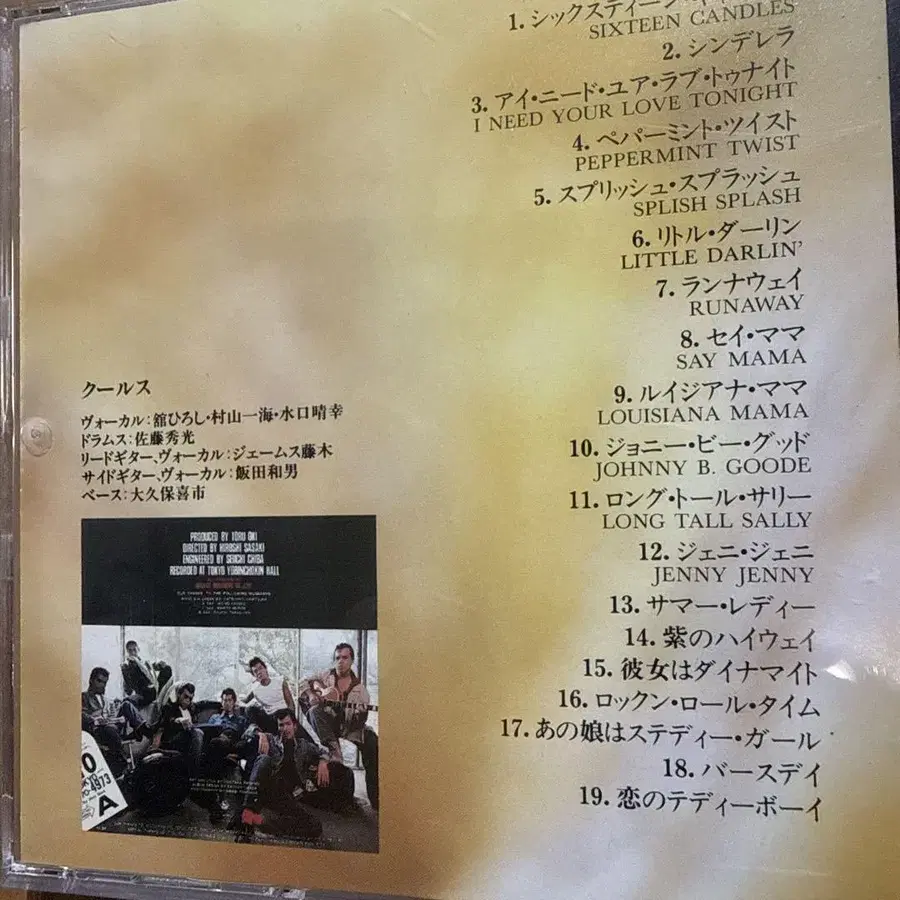 1. シックスティーン・
SIXTEEN CANDLES
2. シンデレラ
3. アイ・ニード・ユア・ラブ・トゥナイト
I NEED YOUR LOVE TONIGHT
4. ペパーミント・ツイスト
PEPPERMINT TWIST
5. スプリッシュ・スプラッシュ
SPLISH SPLASH
6. リトル・ダーリン
LITTLE DARLIN'
7. ランナウェイ
RUNAWAY
8. セイ・ママ
SAY MAMA
9. ルイジアナ・ママ
LOUISIANA MAMA
10. ジョニー・ビー・グッド
JOHNNY B. GOODE
11. ロング・トール・サリー
LONG TALL SALLY
12. ジェニ・ジェニ
JENNY JENNY
13. サマー・レディー
14. 紫のハイウェイ
15. 彼女はダイナマイト
16. ロックン・ロール・タイム
17. あの娘はステディー・ガール
18. バースデイ
19. 恋のテディーボーイ
クールス
ヴォーカル：舘ひろし・村山一海・水口晴幸
ドラムス：佐藤秀光
リードギター、ヴォーカル：ジェームス藤木
サイドギター、ヴォーカル：飯田和男
ベース：大久保喜市
PRODUCED BY TORU OKI
DIRECTED BY HIROSHI SASAKI
ENGINEERED BY SEIICHI CHIBA
RECORDED AT TOKYO YUBINCHOKIN HALL
A